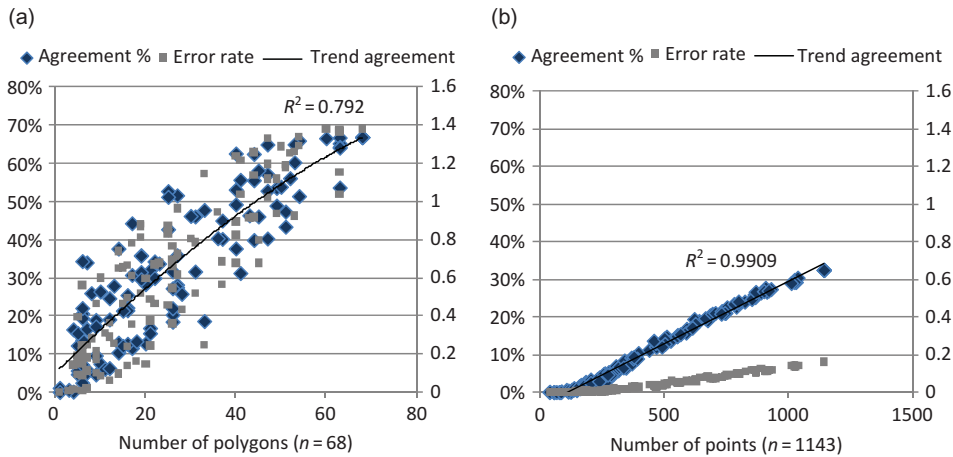 (a)
Agreement % Error rate Trend agreement
80% 1.6
70% 1.4
60% 1.2
50% 1
40% 0.8
30% 0.6
20% 0.4
10% 0.2
0% 0
R² = 0.792
0 20 40 60 80
Number of polygons (n = 68)
(b)
Agreement % Error rate Trend agreement
80% 1.6
70% 1.4
60% 1.2
50% 1
40% 0.8
30% 0.6
20% 0.4
10% 0.2
0% 0
R² = 0.9909
0 500 1000 1500
Number of points (n = 1143)